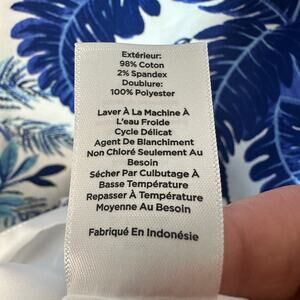 Extérieur:
98% Coton
2% Spandex
Doublure:
100% Polyester
Laver À La Machine À
L'eau Froide
Cycle Délicat
Agent De Blanchiment
Non Chloré Seulement Au
Besoin
Sécher Par Culbutage À
Basse Température
Repasser À Température
Moyenne Au Besoin
Fabriqué En Indonésie